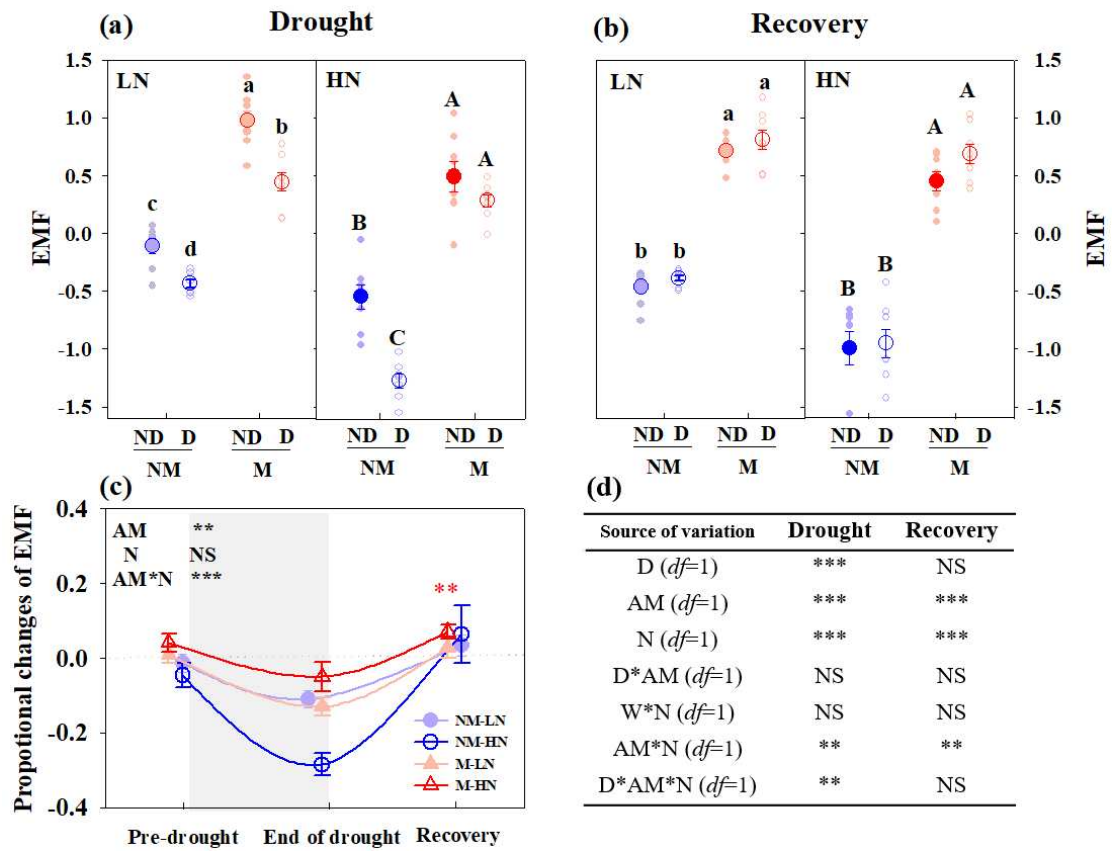 (a) Drought
(b) Recovery
1.5 LN HN LN HN 1.5
a b A A a a A A
1.0 1.0
0.5 0.5
c d B C b b B B
0.0 0.0
-0.5 -0.5
-1.0 -1.0
-1.5 -1.5
EMF EMF
ND D ND D ND D ND D ND D ND D ND D ND D
NM M NM M NM M NM M
(c)
Propotional changes of EMF
0.4
0.2
0.0
-0.2
-0.4
AM **
N NS
AM*N ***
**
NM-LN
NM-HN
M-LN
M-HN
Pre-drought End of drought Recovery
(d)
Source of variation Drought Recovery
D (df=1) *** NS
AM (df=1) *** ***
N (df=1) *** ***
D*AM (df=1) NS NS
W*N (df=1) NS NS
AM*N (df=1) ** **
D*AM*N (df=1) ** NS